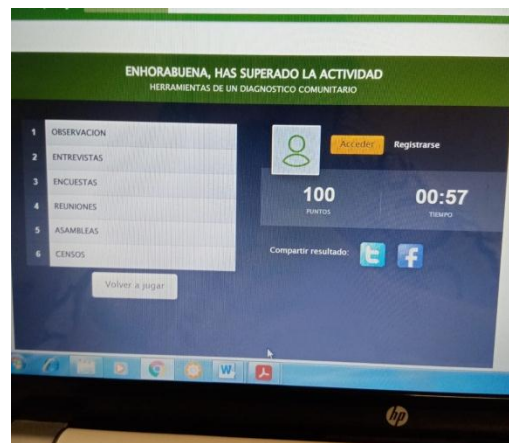 ENHORABUENA, HAS SUPERADO LA ACTIVIDAD
HERRAMIENTAS DE UN DIAGNOSTICO COMUNITARIO
1 OBSERVACION
2 ENTREVISTAS
3 ENCUESTAS
4 REUNIONES
5 ASAMBLEAS
6 CENSOS
Volver a jugar
Acceder Registrarse
100 00:57
PUNTOS TIEMPO
Compartir resultado:
hp